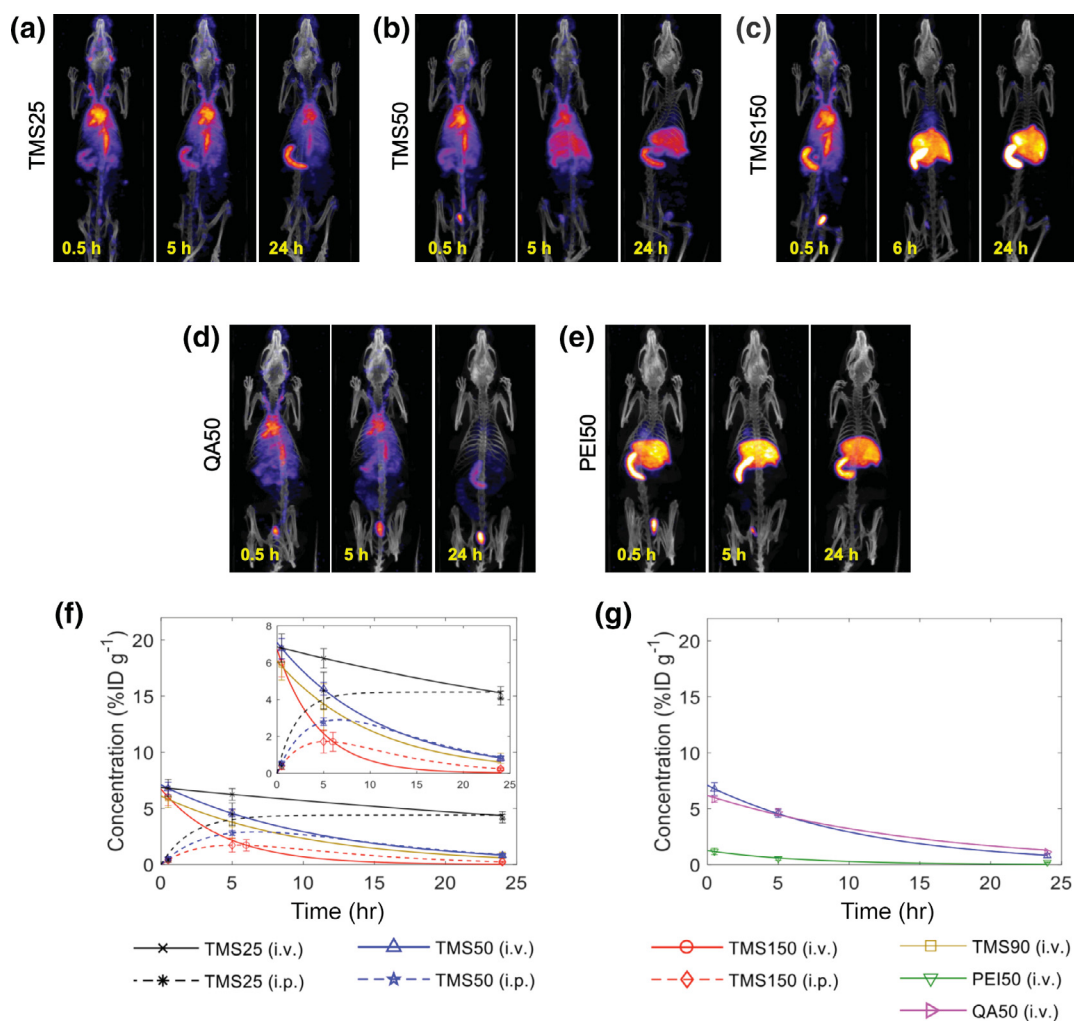 (a) (b) (c)
TMS25
0.5 h 5 h 24 h
TMS50
0.5 h 5 h 24 h
TMS150
0.5 h 6 h 24 h
(d) (e)
QA50
0.5 h 5 h 24 h
PEI50
0.5 h 5 h 24 h
(f)
Concentration (%ID g⁻¹)
20
15
10
5
0
0 5 10 15 20 25
Time (hr)
8
6
4
2
0
0 5 10 15 20 25
(g)
Concentration (%ID g⁻¹)
20
15
10
5
0
0 5 10 15 20 25
Time (hr)
TMS25 (i.v.) TMS50 (i.v.) TMS150 (i.v.) TMS90 (i.v.)
TMS25 (i.p.) TMS50 (i.p.) TMS150 (i.p.) PEI50 (i.v.)
QA50 (i.v.)